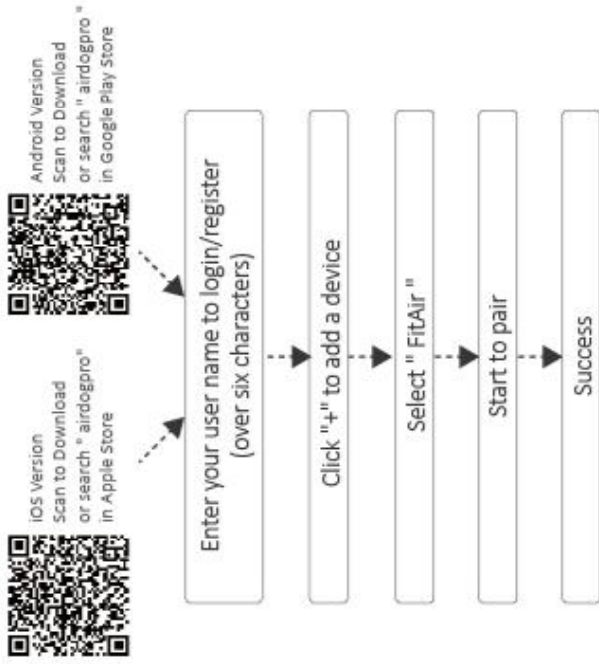 iOS Version
Scan to Download
or search " airdogpro "
in Apple Store
Android Version
Scan to Download
or search " airdogpro "
in Google Play Store
Enter your user name to login/register
(over six characters)
Click "+" to add a device
Select " FitAir "
Start to pair
Success